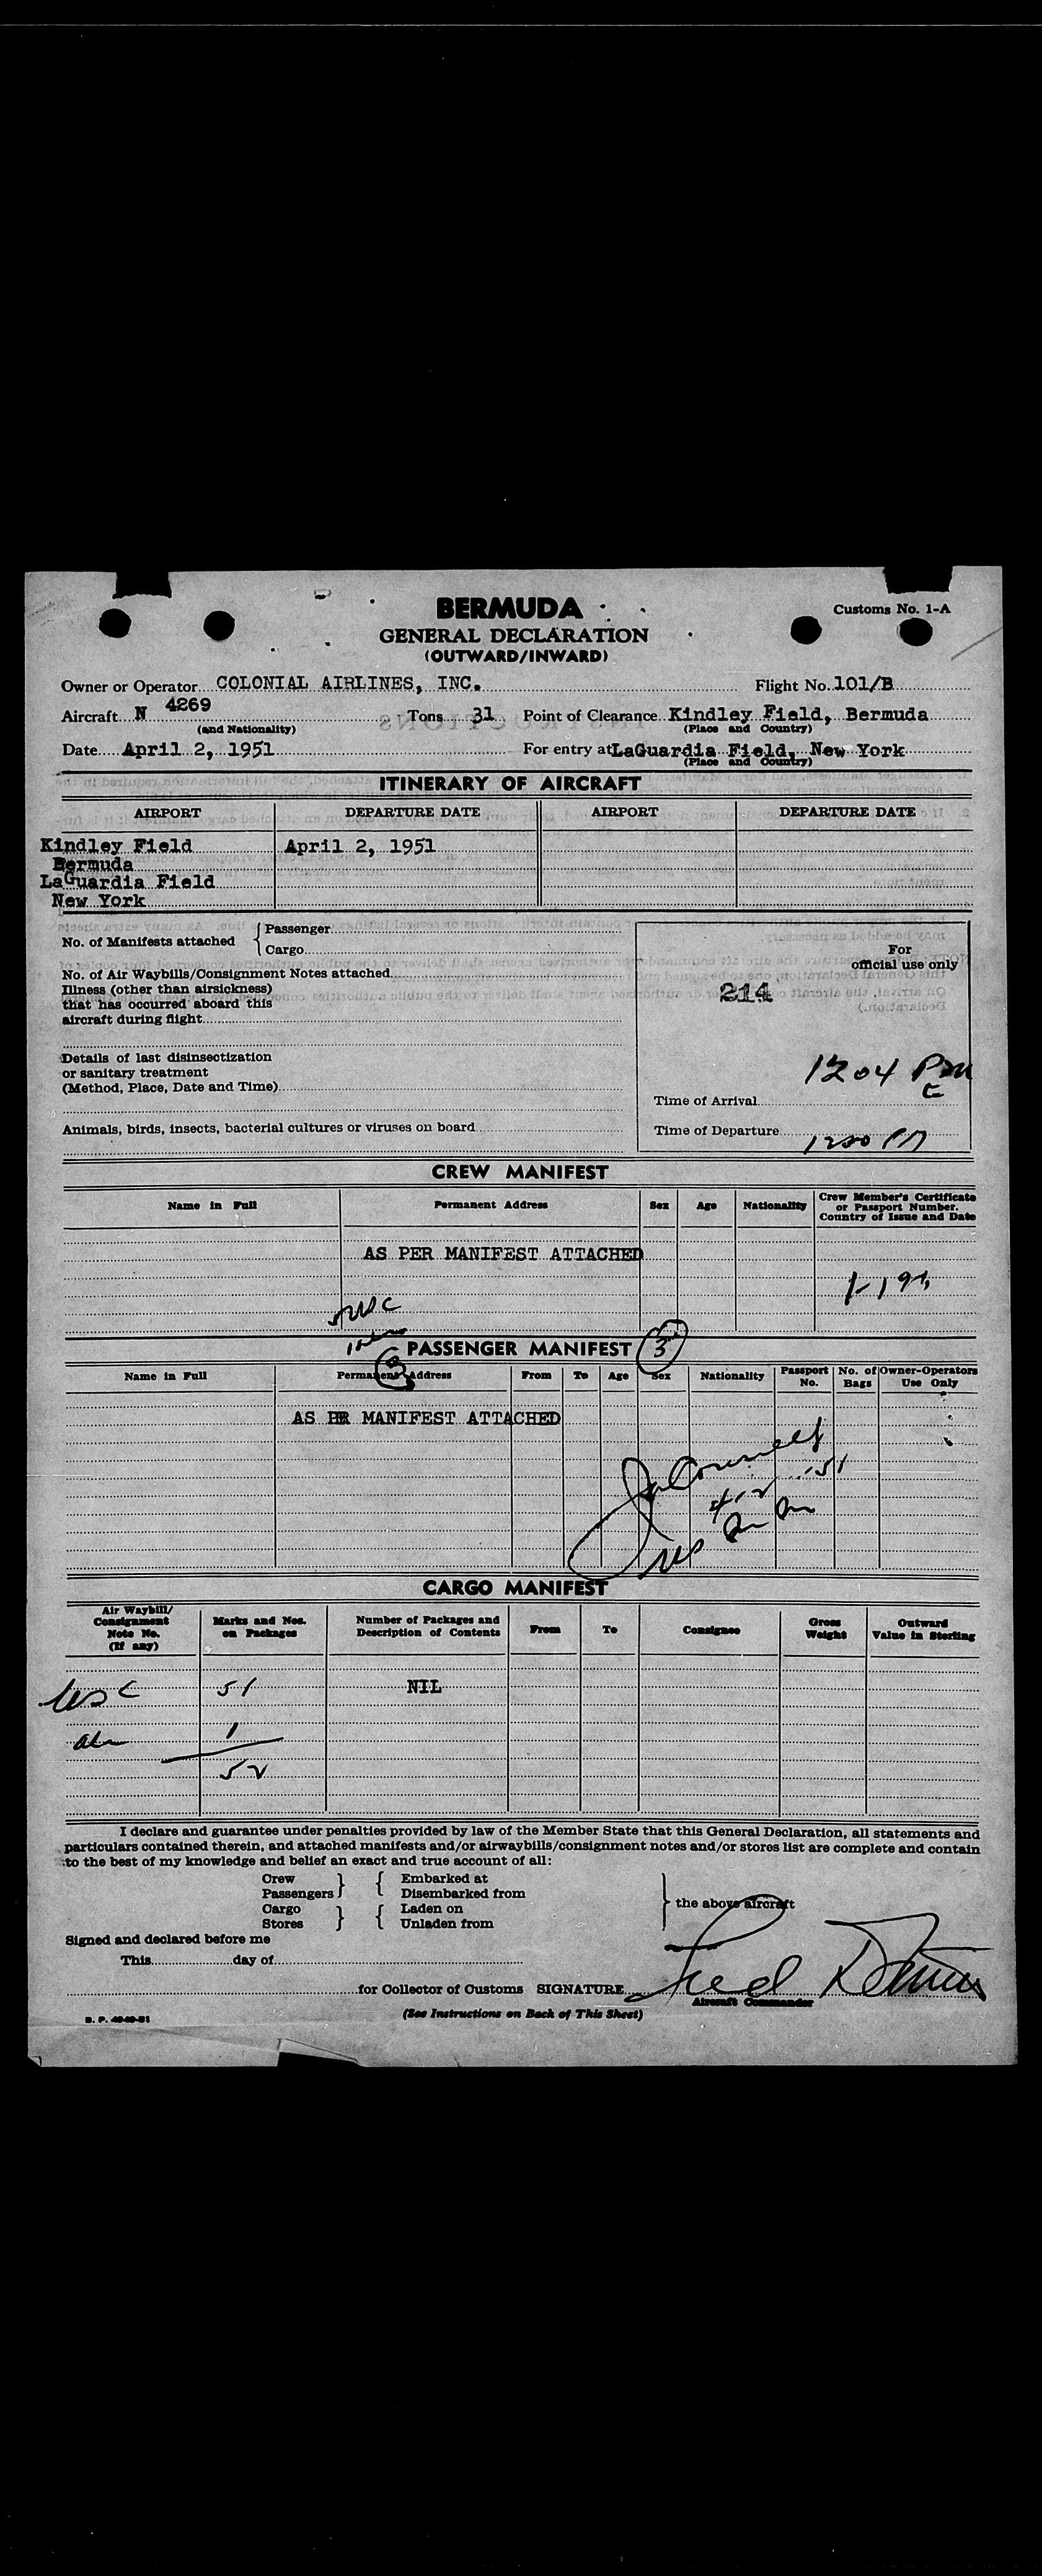 BERMUDA
Customs No. 1-A
GENERAL DECLARATION
(OUTWARD/INWARD)
Owner or Operator COLONIAL AIRLINES, INC. Flight No. 101/B
Aircraft N 4269 Tons 31 Point of Clearance Kindley Field, Bermuda
(and Nationality) (Place and Country)
Date April 2, 1951 For entry at LaGuardia Field, New York
(Place and Country)
ITINERARY OF AIRCRAFT
AIRPORT DEPARTURE DATE AIRPORT DEPARTURE DATE
Kindley Field April 2, 1951
Bermuda
LaGuardia Field
New York
No. of Manifests attached { Passenger
Cargo
For
official use only
No. of Air Waybills/Consignment Notes attached
Illness (other than airsickness)
that has occurred aboard this
aircraft during flight
214
Details of last disinsectization
or sanitary treatment
(Method, Place, Date and Time)
1204 PM
E
Time of Arrival
Animals, birds, insects, bacterial cultures or viruses on board
Time of Departure
CREW MANIFEST
Name in Full Permanent Address Sex Age Nationality Crew Member's Certificate or Passport Number. Country of Issue and Date
AS PER MANIFEST ATTACHED
PASSENGER MANIFEST 3
Name in Full Permanent Address From To Age Sex Nationality Passport No. No. of Bags Owner-Operators Use Only
AS PER MANIFEST ATTACHED
4-2-51
CARGO MANIFEST
Air Waybill/ Consignment Note No. (If any) Marks and Nos. on Packages Number of Packages and Description of Contents From To Consignee Gross Weight Outward Value in Sterling
USC 51 NIL
1
52
I declare and guarantee under penalties provided by law of the Member State that this General Declaration, all statements and
particulars contained therein, and attached manifests and/or airwaybills/consignment notes and/or stores list are complete and contain
to the best of my knowledge and belief an exact and true account of all:
Crew } { Embarked at
Passengers } { Disembarked from
Cargo } { Laden on } the above aircraft
Stores } { Unladen from
Signed and declared before me
This day of
for Collector of Customs SIGNATURE Fred
Aircraft Commander
(See Instructions on Back of This Sheet)